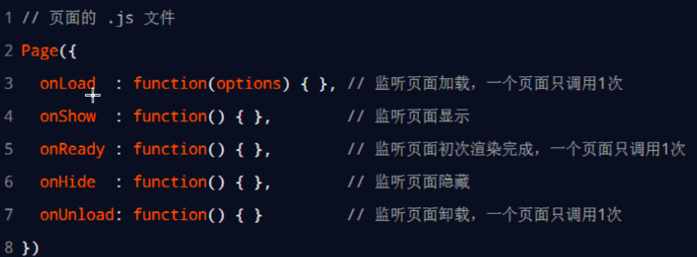 1 // 页面的 .js 文件
2 Page({
3   onLoad  : function(options) { }, // 监听页面加载，一个页面只调用1次
4   onShow  : function() { },        // 监听页面显示
5   onReady : function() { },        // 监听页面初次渲染完成，一个页面只调用1次
6   onHide  : function() { },        // 监听页面隐藏
7   onUnload: function() { }         // 监听页面卸载，一个页面只调用1次
8 })